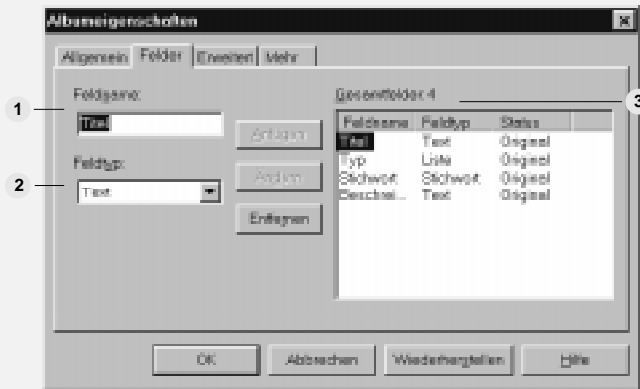 Albumeigenschaften
Allgemein Felder Erweitert Mehr
1
Feldname:
Titel
2
Feldtyp:
Text
Anfügen
Ändern
Entfernen
3
Gesamtfelder: 4
Feldname Feldtyp Status
Titel Text Original
Typ Liste Original
Stichwort Stichwort Original
Beschrei... Text Original
OK Abbrechen Wiederherstellen Hilfe